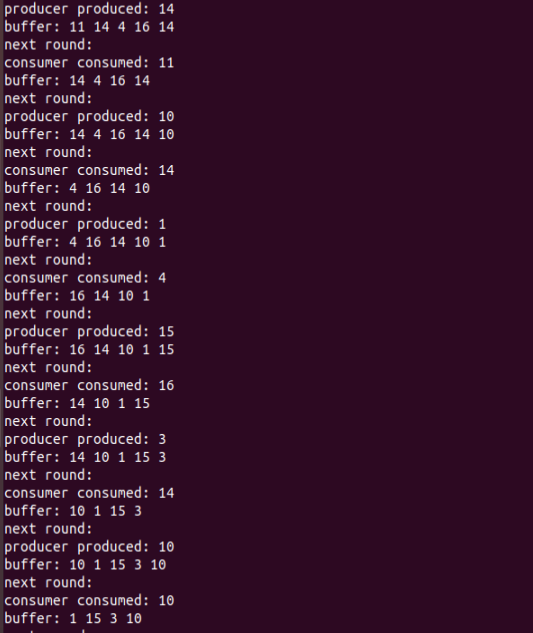 producer produced: 14
buffer: 11 14 4 16 14
next round:
consumer consumed: 11
buffer: 14 4 16 14
next round:
producer produced: 10
buffer: 14 4 16 14 10
next round:
consumer consumed: 14
buffer: 4 16 14 10
next round:
producer produced: 1
buffer: 4 16 14 10 1
next round:
consumer consumed: 4
buffer: 16 14 10 1
next round:
producer produced: 15
buffer: 16 14 10 1 15
next round:
consumer consumed: 16
buffer: 14 10 1 15
next round:
producer produced: 3
buffer: 14 10 1 15 3
next round:
consumer consumed: 14
buffer: 10 1 15 3
next round:
producer produced: 10
buffer: 10 1 15 3 10
next round:
consumer consumed: 10
buffer: 1 15 3 10